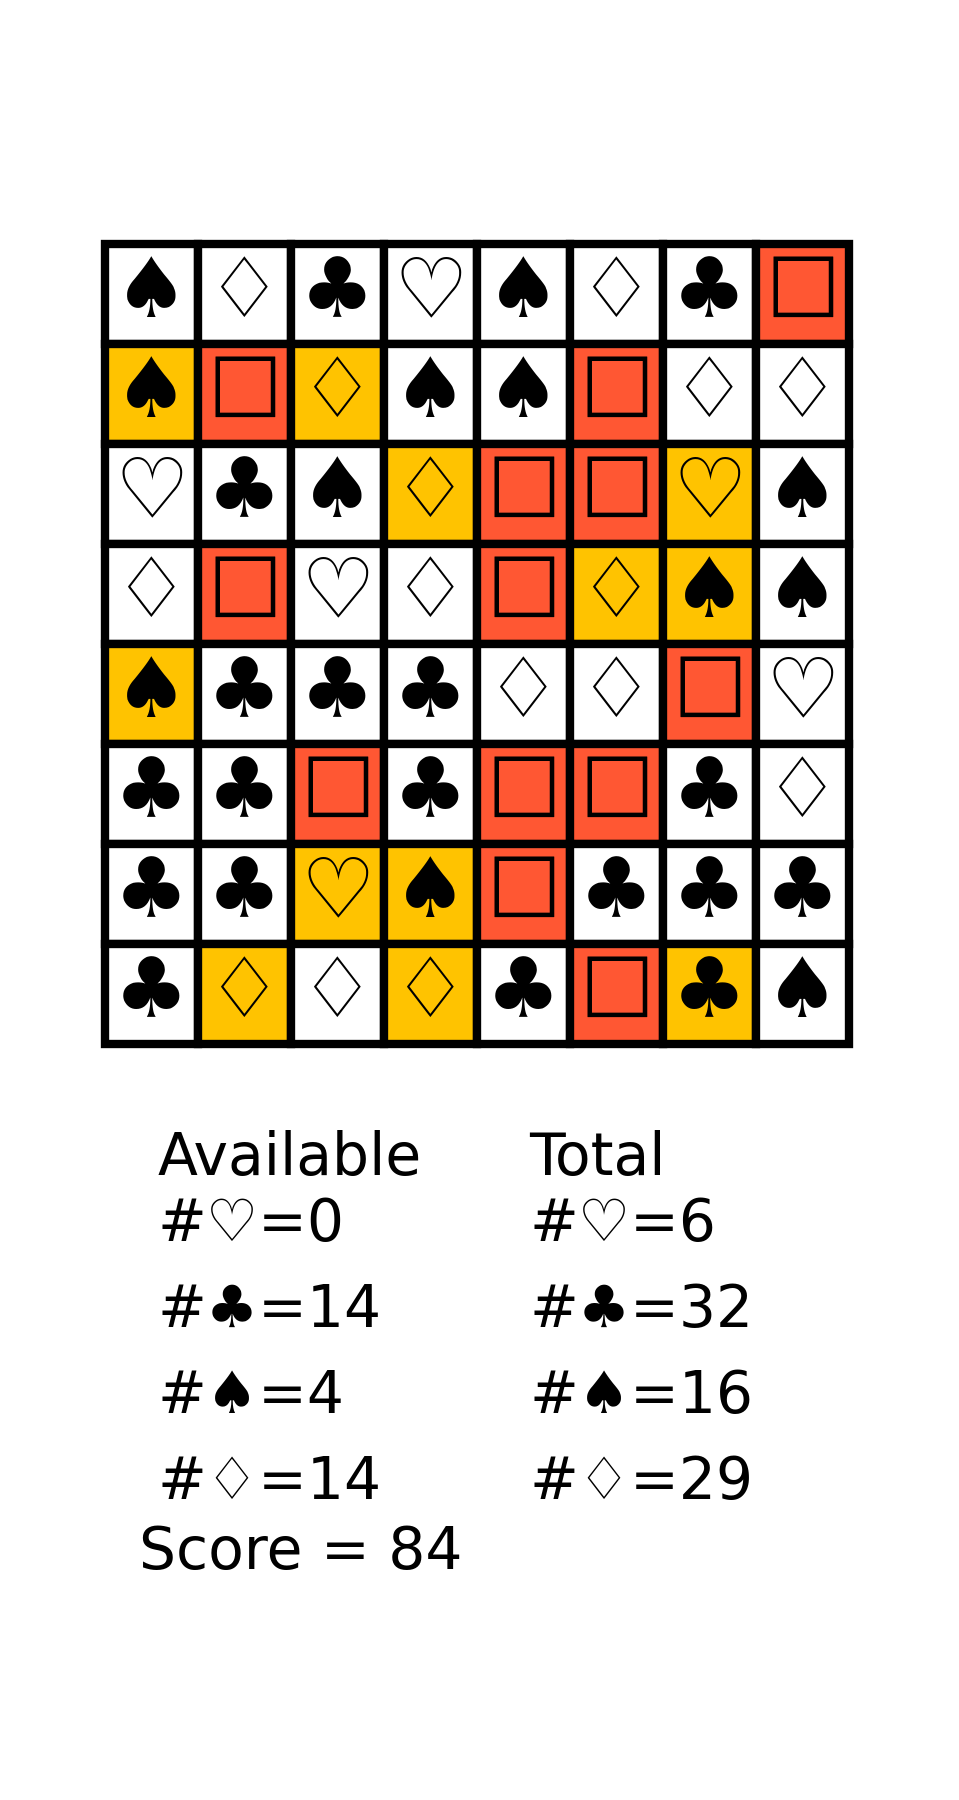 ♠ ♢ ♣ ♡ ♠ ♢ ♣ □
♠ □ ♢ ♠ ♠ □ ♢ ♢
♡ ♣ ♠ ♢ □ □ ♡ ♠
♢ □ ♡ ♢ □ ♢ ♠ ♠
♠ ♣ ♣ ♣ ♢ ♢ □ ♡
♣ ♣ □ ♣ □ □ ♣ ♢
♣ ♣ ♡ ♠ □ ♣ ♣ ♣
♣ ♢ ♢ ♢ ♣ □ ♣ ♠
Available Total
#♡=0 #♡=6
#♣=14 #♣=32
#♠=4 #♠=16
#♢=14 #♢=29
Score = 84